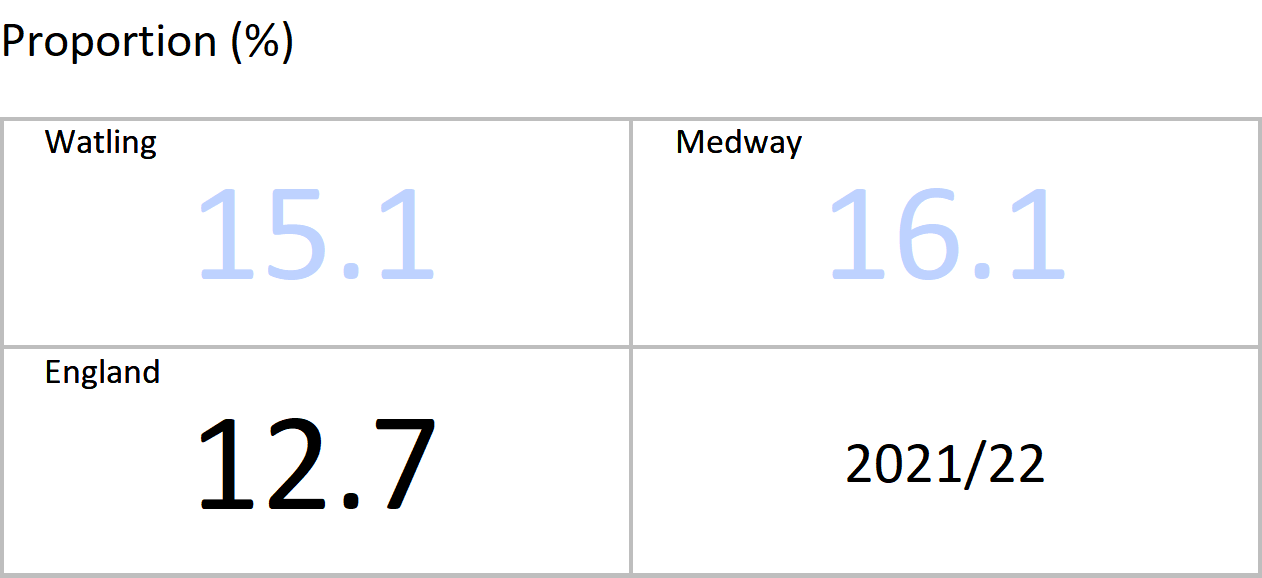 Proportion (%)
Watling
15.1
Medway
16.1
England
12.7
2021/22